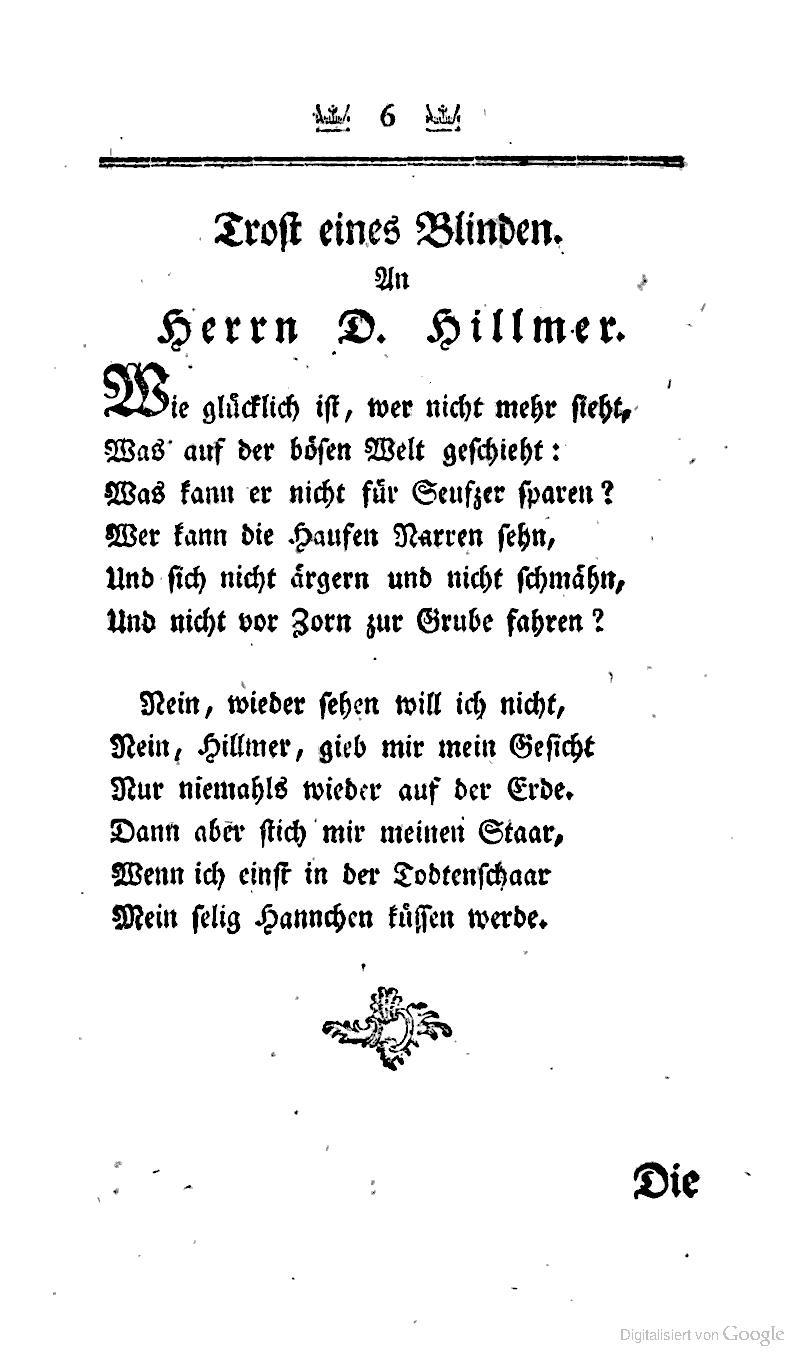 6
Trost eines Blinden.
An
Herrn D. Hillmer.
Wie glücklich ist, wer nicht mehr sieht,
Was auf der bösen Welt geschieht:
Was kann er nicht für Seufzer sparen?
Wer kann die Haufen Narren sehn,
Und sich nicht ärgern und nicht schmähn,
Und nicht vor Zorn zur Grube fahren?
Nein, wieder sehen will ich nicht,
Nein, Hillmer, gieb mir mein Gesicht
Nur niemahls wieder auf der Erde.
Dann aber stich mir meinen Staar,
Wenn ich einst in der Todtenschaar
Mein selig Hannchen küssen werde.
Die
Digitalisiert von Google